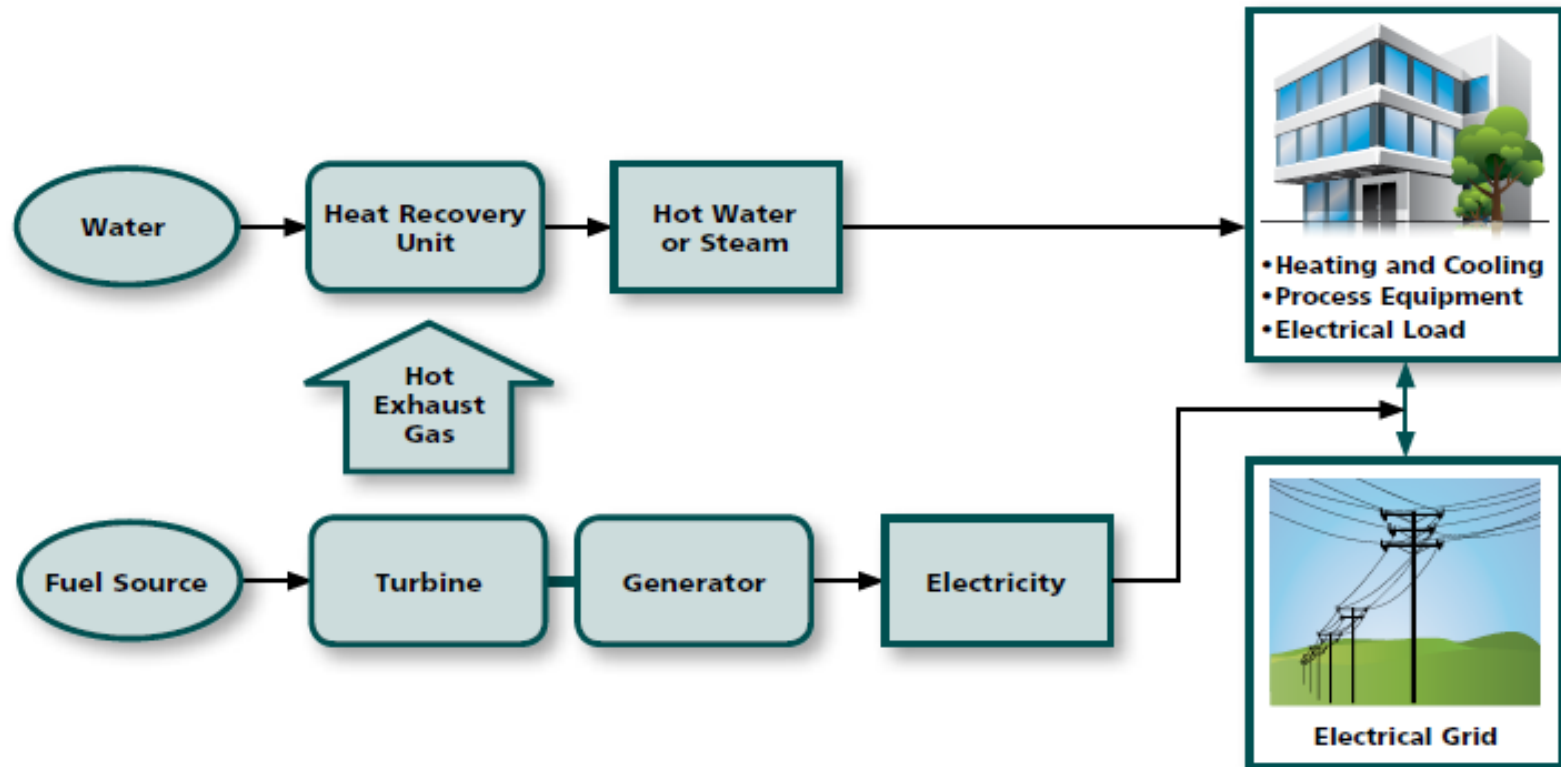 Water
Heat Recovery
Unit
Hot Water
or Steam
•Heating and Cooling
•Process Equipment
•Electrical Load
Hot
Exhaust
Gas
Fuel Source
Turbine
Generator
Electricity
Electrical Grid